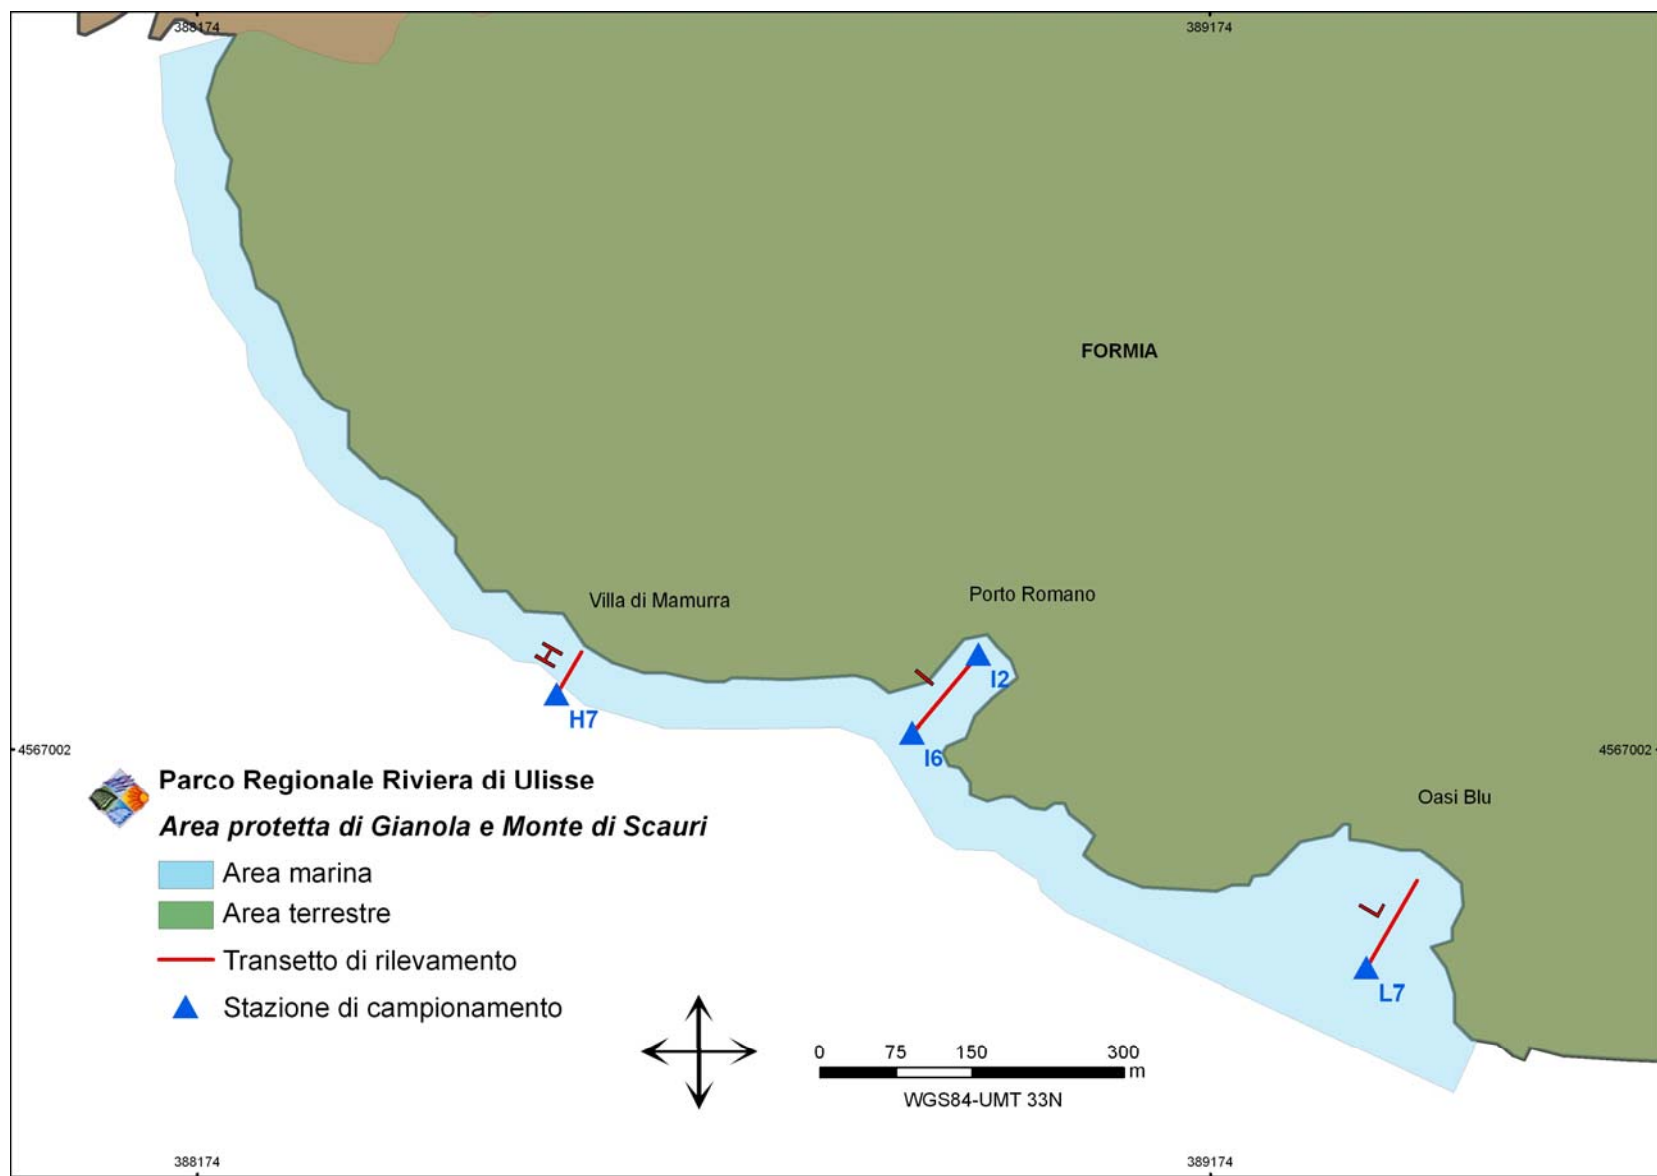 388174
389174
FORMIA
Villa di Mamurra
Porto Romano
H
I
I2
H7
I6
4567002
4567002
Parco Regionale Riviera di Ulisse
Area protetta di Gianola e Monte di Scauri
Oasi Blu
Area marina
Area terrestre
L
Transetto di rilevamento
L7
Stazione di campionamento
0 75 150 300
m
WGS84-UMT 33N
388174
389174